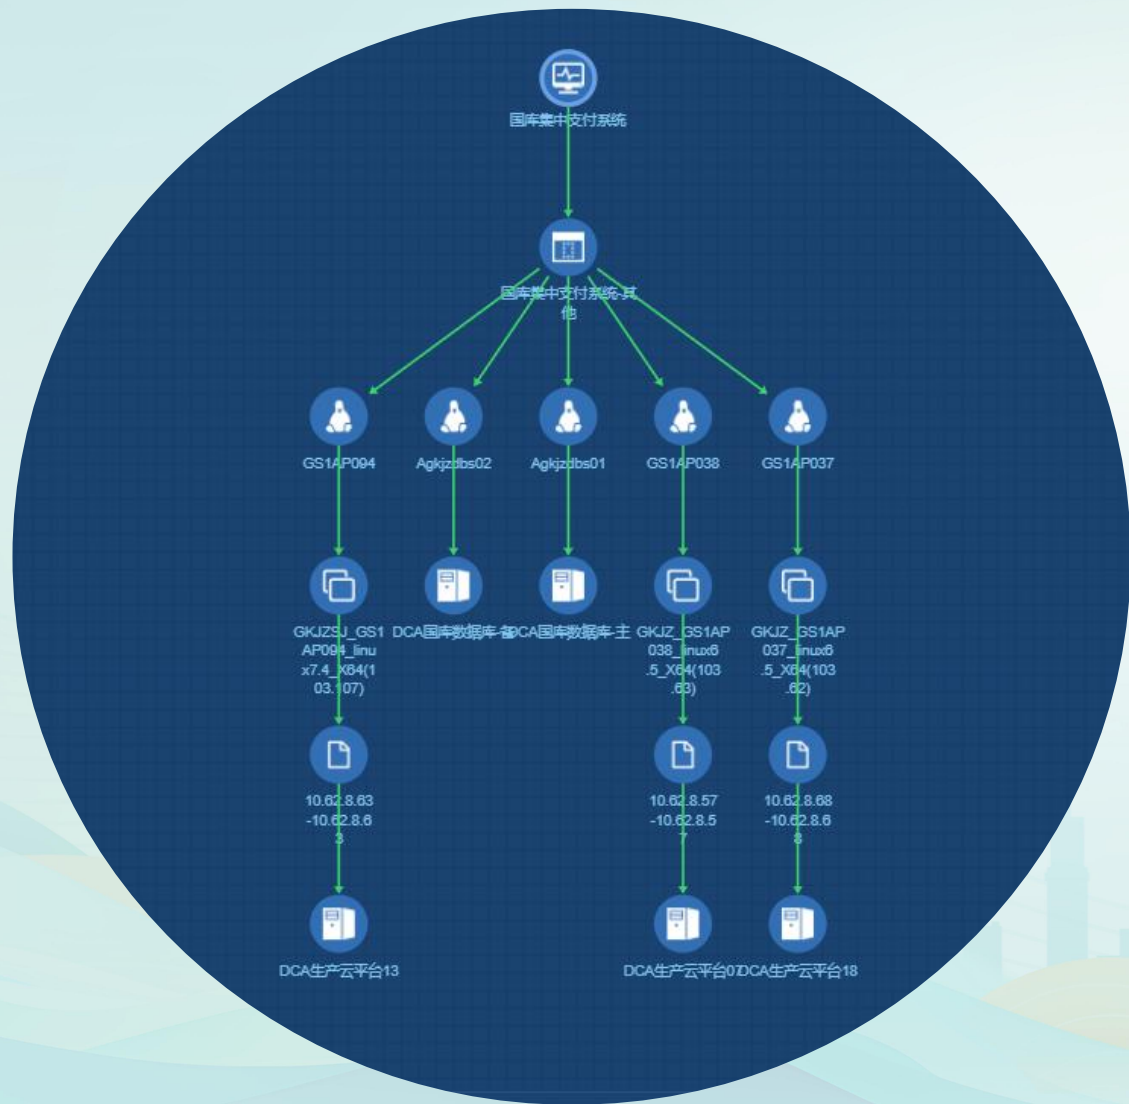 国库集中支付系统
国库集中支付系统-其
他
GS1AP094
Agkjzdbs02
Agkjzdbs01
GS1AP038
GS1AP037
GKJZSJ_GS1
AP094_linu
x7.4_X64(1
03.107)
DCA国库数据库-备
DCA国库数据库-主
GKJZ_GS1AP
038_linux6
.5_X64(103
.63)
GKJZ_GS1AP
037_linux6
.5_X64(103
.62)
10.62.8.63
-10.62.8.6
3
10.62.8.57
-10.62.8.5
7
10.62.8.68
-10.62.8.6
8
DCA生产云平台13
DCA生产云平台07
DCA生产云平台18